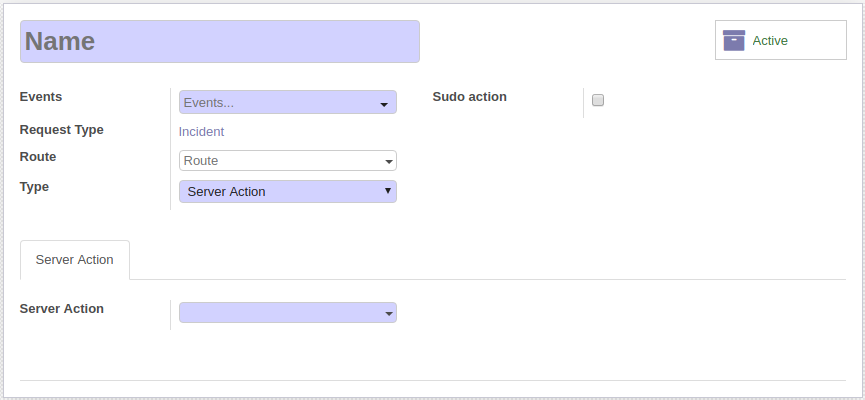 Name
Active
Events
Events...
Sudo action
Request Type
Incident
Route
Route
Type
Server Action
Server Action
Server Action